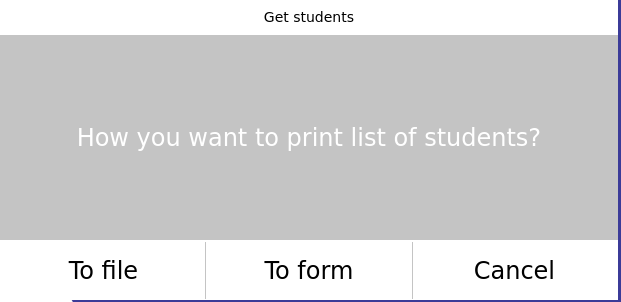 Get students
How you want to print list of students?
To file
To form
Cancel